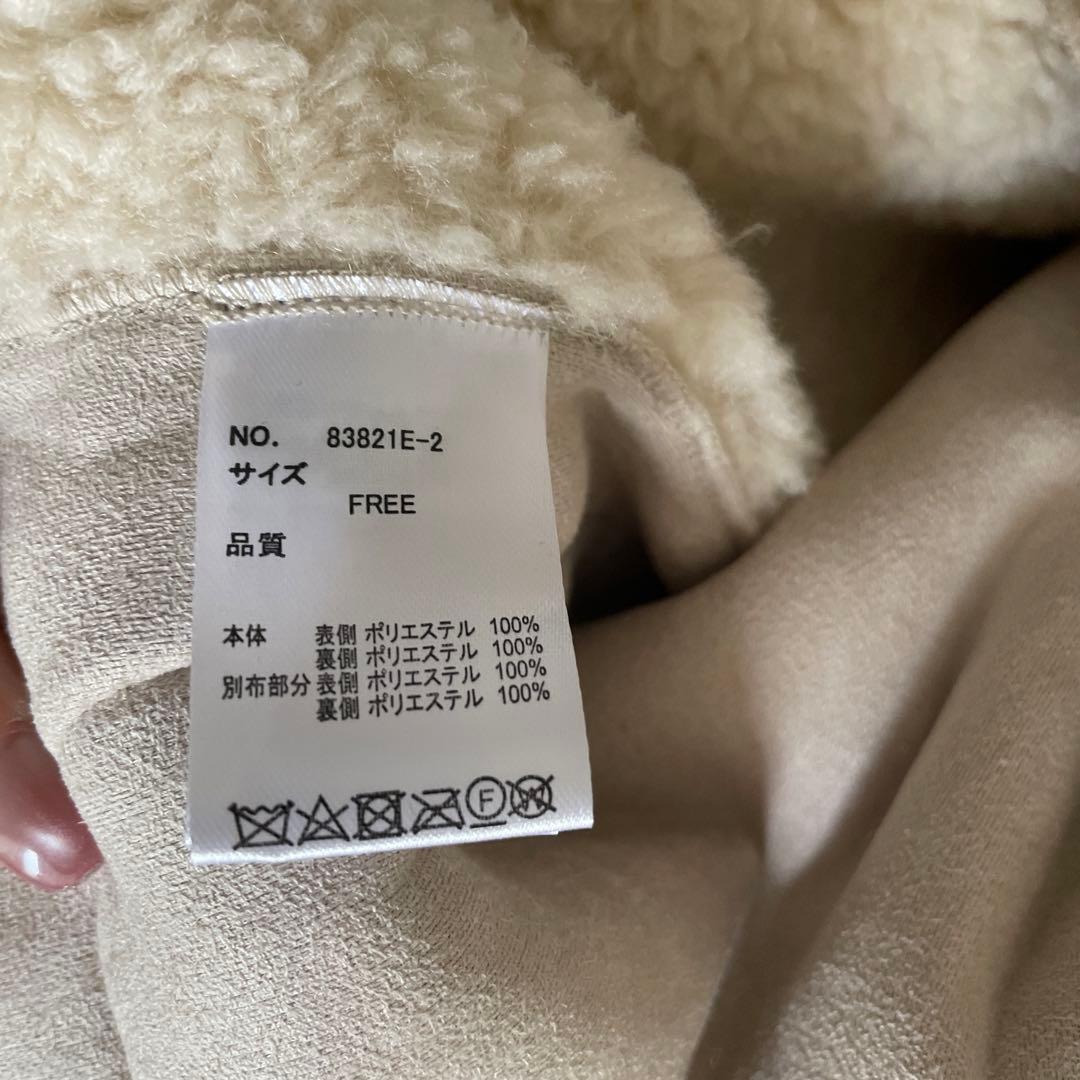 NO. 83821E-2
サイズ
FREE
品質
本体 表側 ポリエステル 100%
裏側 ポリエステル 100%
別布部分 表側 ポリエステル 100%
裏側 ポリエステル 100%
F W